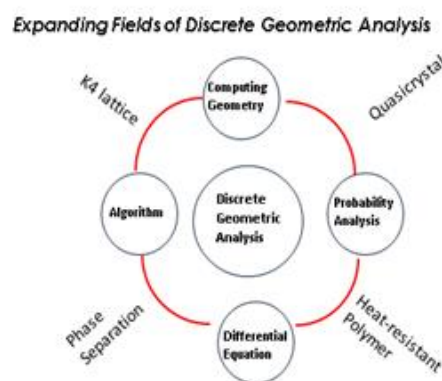 Expanding Fields of Discrete Geometric Analysis
K4 lattice
Computing
Geometry
Quasicrystal
Algorithm
Discrete
Geometric
Analysis
Probability
Analysis
Phase
Separation
Differential
Equation
Heat-resistant
Polymer